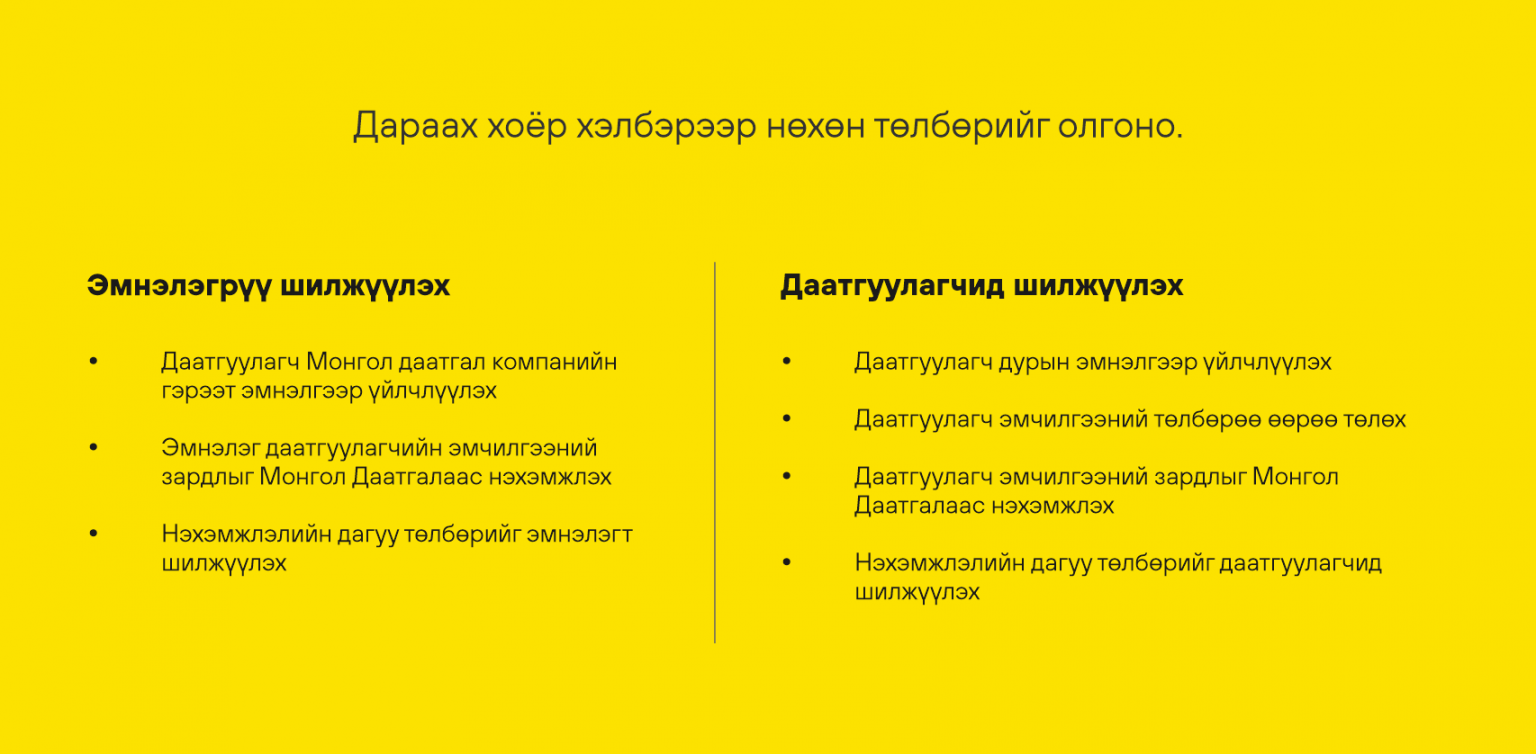 Дараах хоёр хэлбэрээр нөхөн төлбөрийг олгоно.
Эмнэлэгрүү шилжүүлэх
• Даатгуулагч Монгол даатгал компанийн
гэрээт эмнэлгээр үйлчлүүлэх
• Эмнэлэг даатгуулагчийн эмчилгээний
зардлыг Монгол Даатгалаас нэхэмжлэх
• Нэхэмжлэлийн дагуу төлбөрийг эмнэлэгт
шилжүүлэх
Даатгуулагчид шилжүүлэх
• Даатгуулагч дурын эмнэлгээр үйлчлүүлэх
• Даатгуулагч эмчилгээний төлбөрөө өөрөө төлөх
• Даатгуулагч эмчилгээний зардлыг Монгол
Даатгалаас нэхэмжлэх
• Нэхэмжлэлийн дагуу төлбөрийг даатгуулагчид
шилжүүлэх